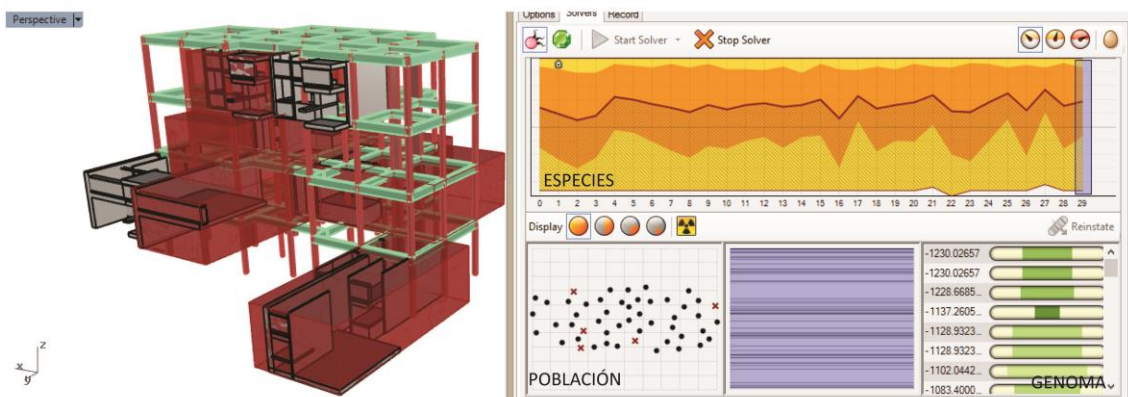 Perspective
Options Solvers Record
Start Solver Stop Solver
ESPECIES
0 1 2 3 4 5 6 7 8 9 10 11 12 13 14 15 16 17 18 19 20 21 22 23 24 25 26 27 28 29
Display Reinstate
-1230.02657
-1230.02657
-1228.6685...
-1137.2605...
-1128.9323...
-1128.9323...
-1102.0442...
-1083.4000...
POBLACIÓN
GENOMA
z
x
y